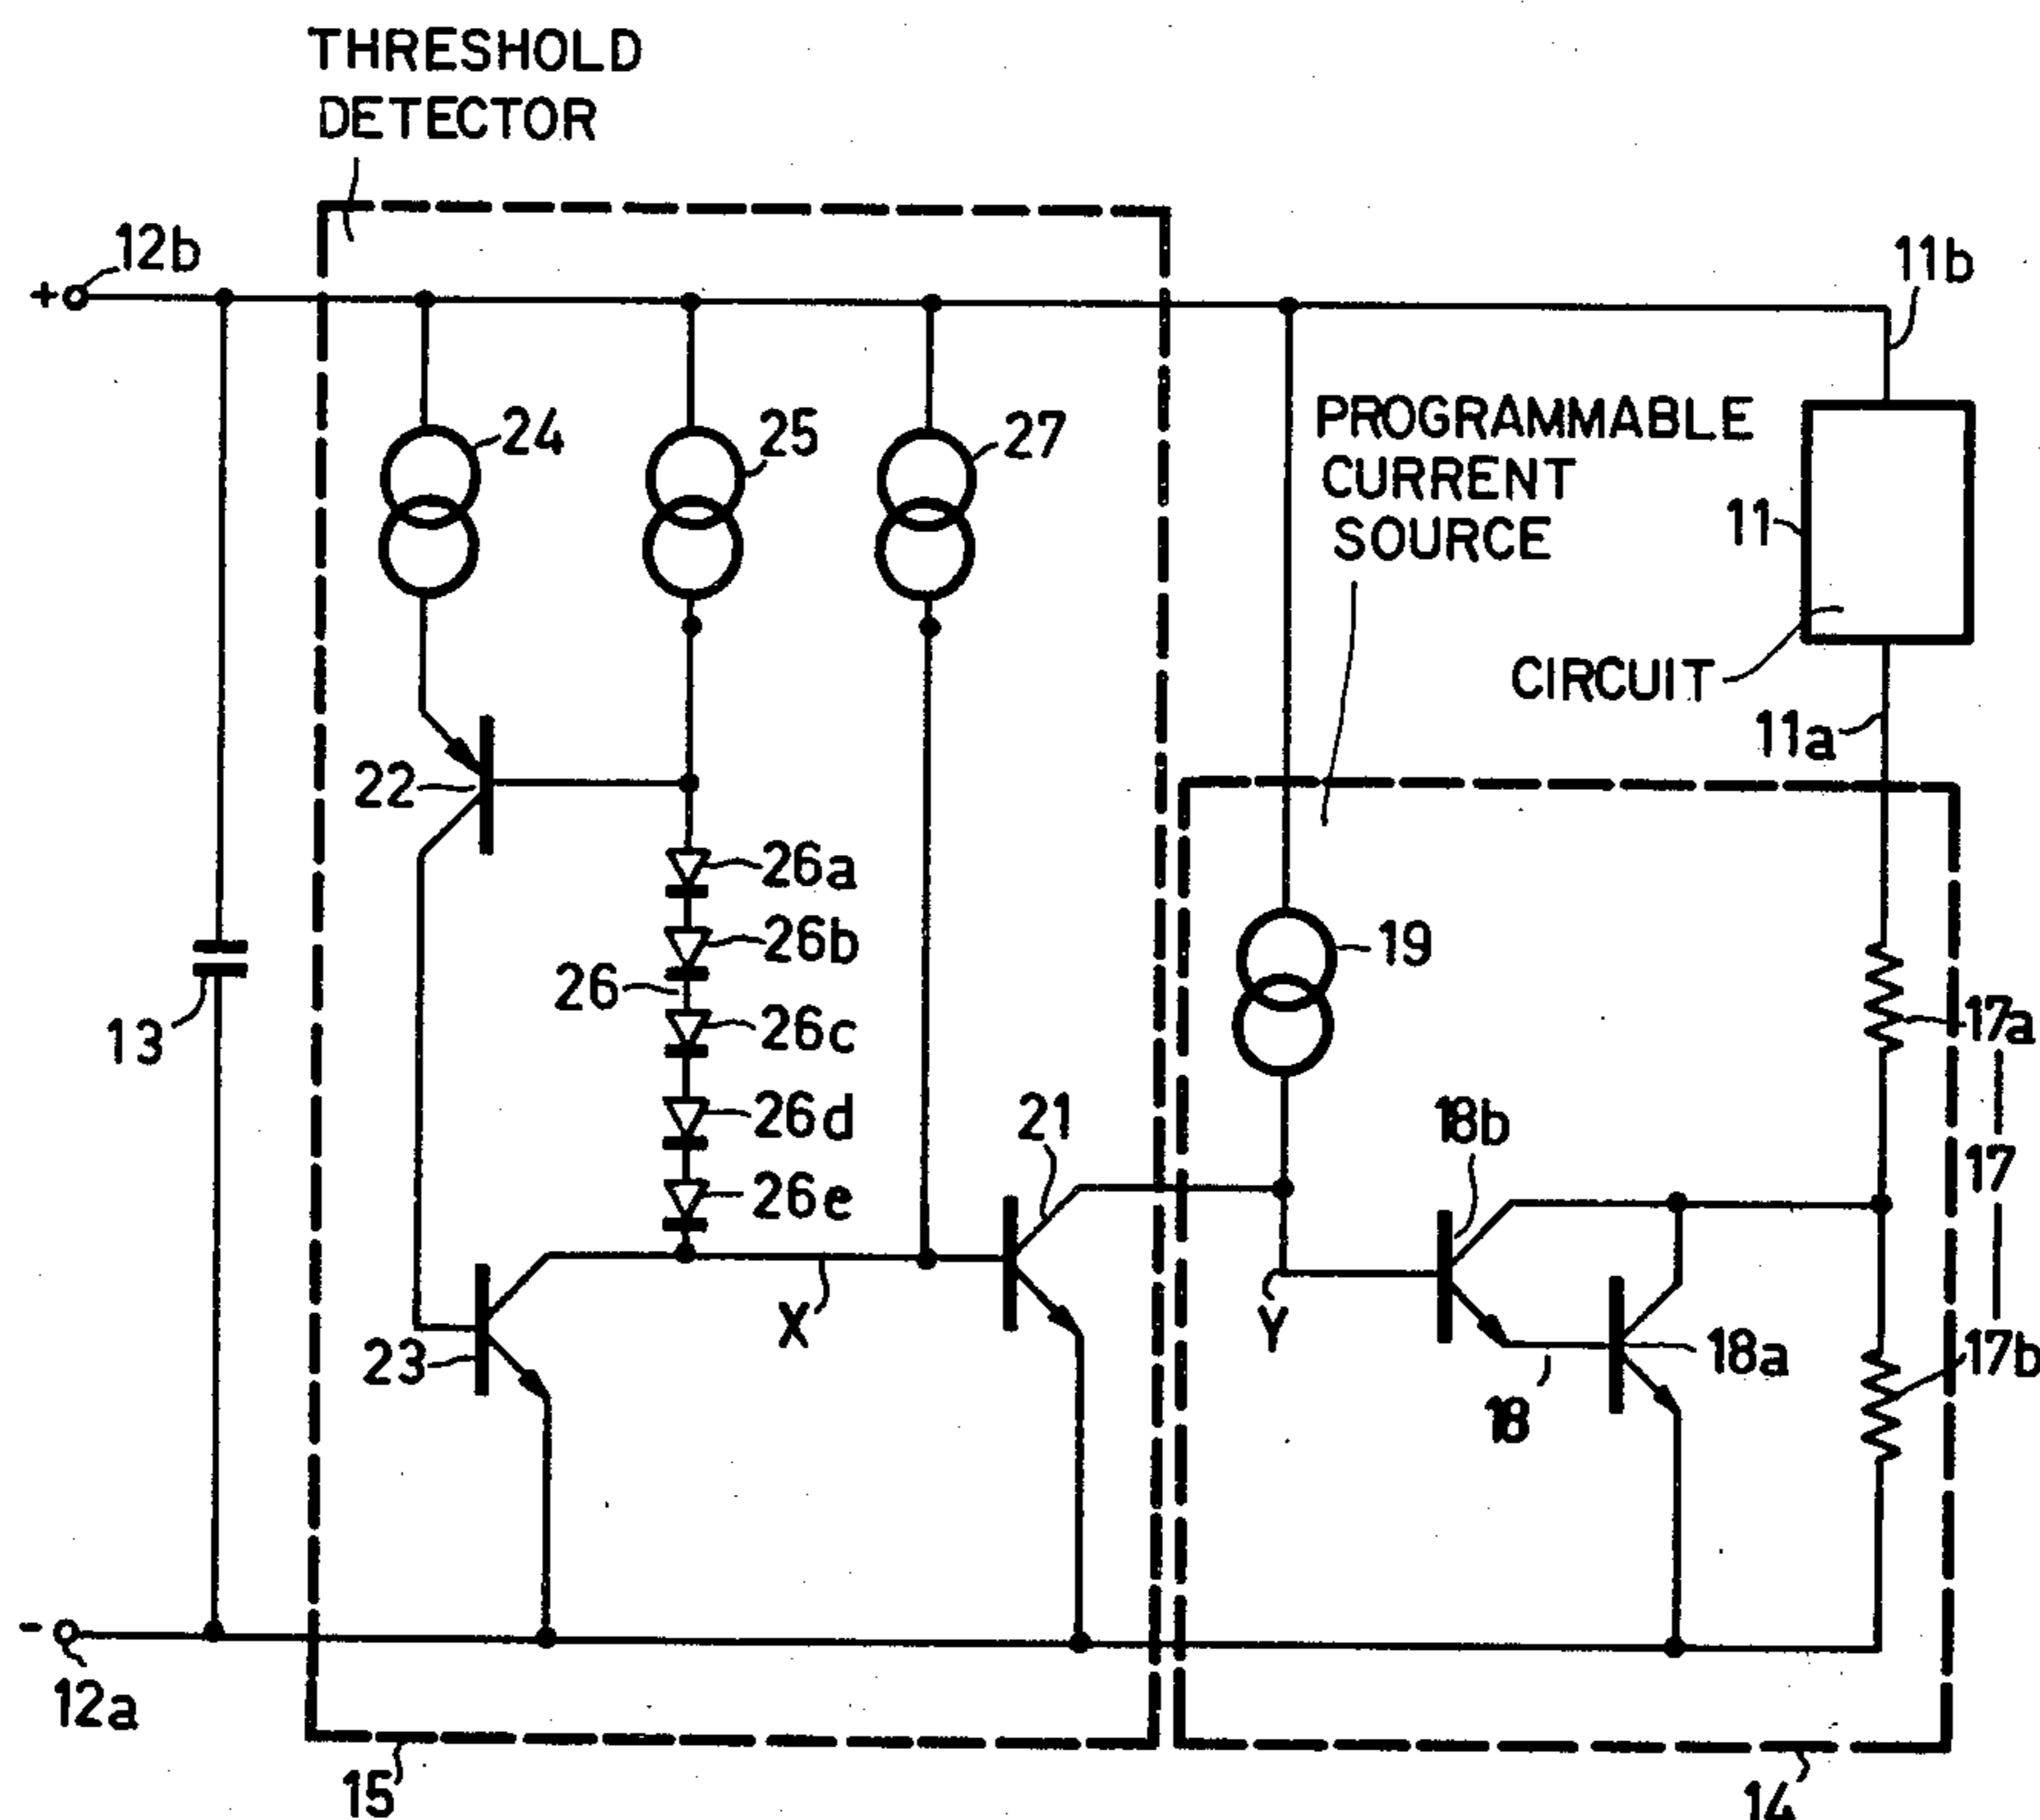 THRESHOLD
DETECTOR
12b
+
11b
24
25
27
PROGRAMMABLE
CURRENT
SOURCE
11
CIRCUIT
11a
22
26a
26b
19
26
26c
17a
13
26d
21
18b
17
26e
X
Y
18a
17b
23
18
-
12a
15
14